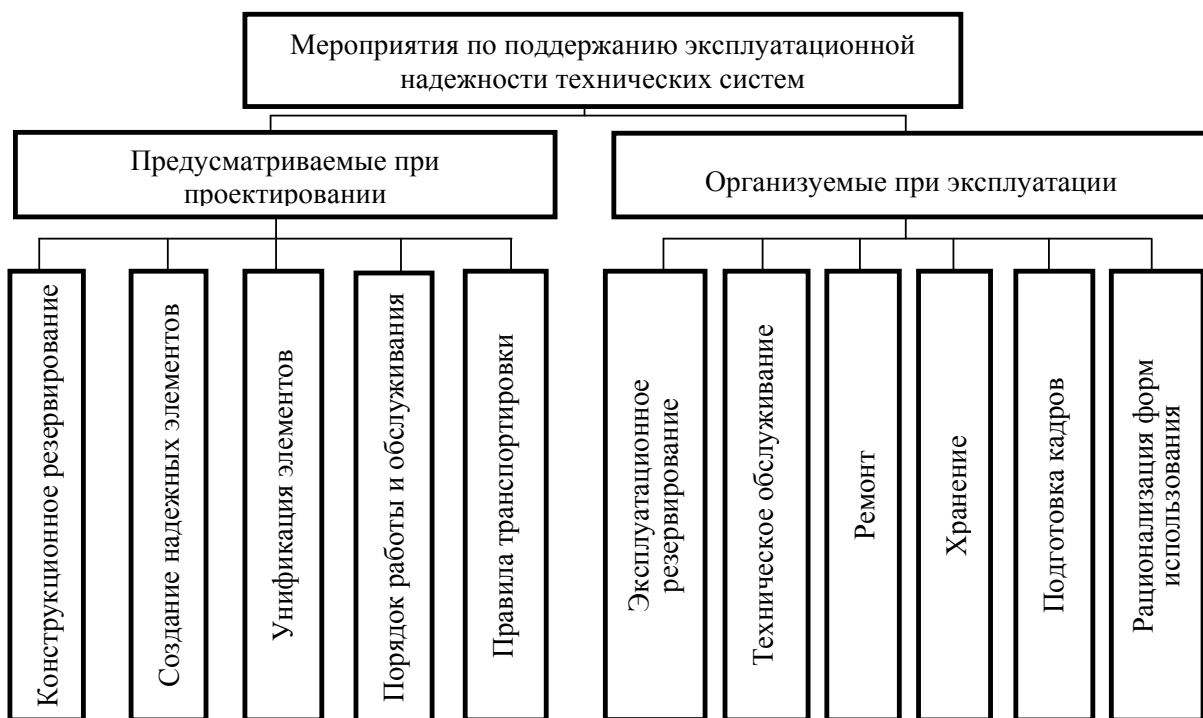 Мероприятия по поддержанию эксплуатационной
надежности технических систем
Предусматриваемые при
проектировании
Организуемые при эксплуатации
Конструкционное резервирование
Создание надежных элементов
Унификация элементов
Порядок работы и обслуживания
Правила транспортировки
Эксплуатационное
резервирование
Техническое обслуживание
Ремонт
Хранение
Подготовка кадров
Рационализация форм
использования